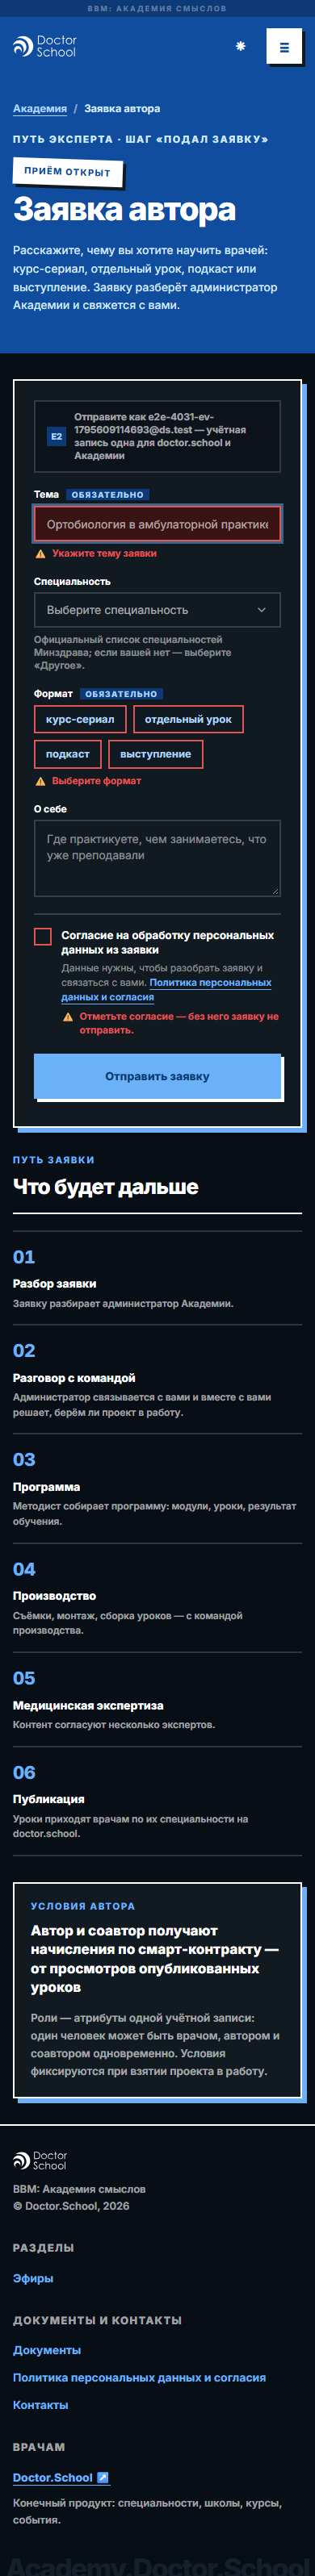 ВВМ: АКАДЕМИЯ СМЫСЛОВ
Doctor
School
Академия / Заявка автора
ПУТЬ ЭКСПЕРТА · ШАГ «ПОДАЛ ЗАЯВКУ»
ПРИЁМ ОТКРЫТ
Заявка автора
Расскажите, чему вы хотите научить врачей:
курс-сериал, отдельный урок, подкаст или
выступление. Заявку разберёт администратор
Академии и свяжется с вами.
E2
Отправите как e2e-4031-ev-
1795609114693@ds.test — учётная
запись одна для doctor.school и
Академии
Тема ОБЯЗАТЕЛЬНО
Ортобиология в амбулаторной практике
Укажите тему заявки
Специальность
Выберите специальность
Официальный список специальностей
Минздрава; если вашей нет — выберите
«Другое».
Формат ОБЯЗАТЕЛЬНО
курс-сериал отдельный урок
подкаст выступление
Выберите формат
О себе
Где практикуете, чем занимаетесь, что
уже преподавали
Согласие на обработку персональных
данных из заявки
Данные нужны, чтобы разобрать заявку и
связаться с вами. Политика персональных
данных и согласия
Отметьте согласие — без него заявку не
отправить.
Отправить заявку
ПУТЬ ЗАЯВКИ
Что будет дальше
01
Разбор заявки
Заявку разбирает администратор Академии.
02
Разговор с командой
Администратор связывается с вами и вместе с вами
решает, берём ли проект в работу.
03
Программа
Методист собирает программу: модули, уроки, результат
обучения.
04
Производство
Съёмки, монтаж, сборка уроков — с командой
производства.
05
Медицинская экспертиза
Контент согласуют несколько экспертов.
06
Публикация
Уроки приходят врачам по их специальности на
doctor.school.
УСЛОВИЯ АВТОРА
Автор и соавтор получают
начисления по смарт-контракту —
от просмотров опубликованных
уроков
Роли — атрибуты одной учётной записи:
один человек может быть врачом, автором и
соавтором одновременно. Условия
фиксируются при взятии проекта в работу.
Doctor
School
ВВМ: Академия смыслов
© Doctor.School, 2026
РАЗДЕЛЫ
Эфиры
ДОКУМЕНТЫ И КОНТАКТЫ
Документы
Политика персональных данных и согласия
Контакты
ВРАЧАМ
Doctor.School
Конечный продукт: специальности, школы, курсы,
события.
Academy.Doctor.School